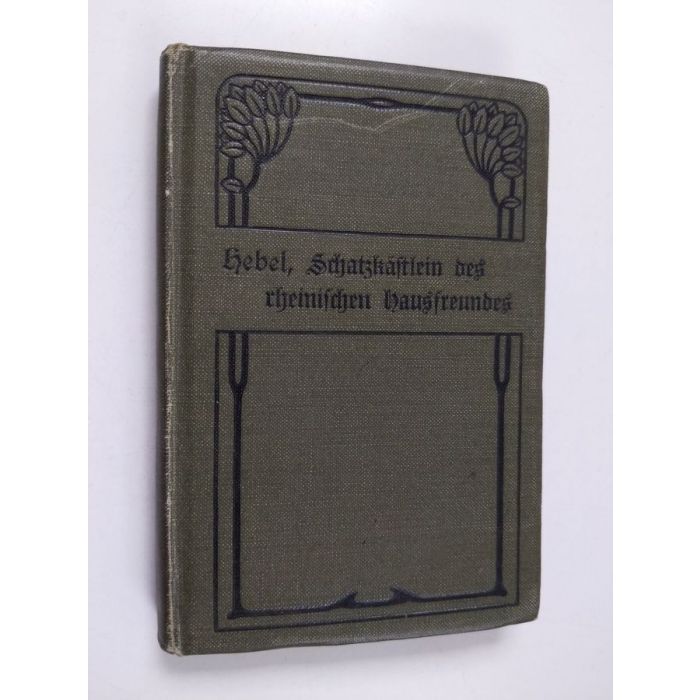 Hebel, Schatzkäſtlein des
rheiniſchen Hausfreundes